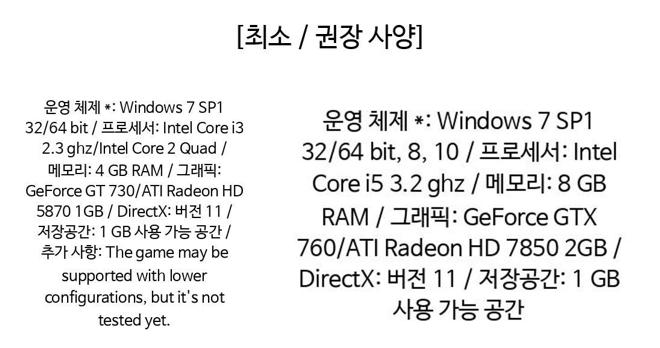 [최소 / 권장 사양]
운영 체제 *: Windows 7 SP1
32/64 bit / 프로세서: Intel Core i3
2.3 ghz/Intel Core 2 Quad /
메모리: 4 GB RAM / 그래픽:
GeForce GT 730/ATI Radeon HD
5870 1GB / DirectX: 버전 11 /
저장공간: 1 GB 사용 가능 공간 /
추가 사항: The game may be
supported with lower
configurations, but it's not
tested yet.
운영 체제 *: Windows 7 SP1
32/64 bit, 8, 10 / 프로세서: Intel
Core i5 3.2 ghz / 메모리: 8 GB
RAM / 그래픽: GeForce GTX
760/ATI Radeon HD 7850 2GB /
DirectX: 버전 11 / 저장공간: 1 GB
사용 가능 공간